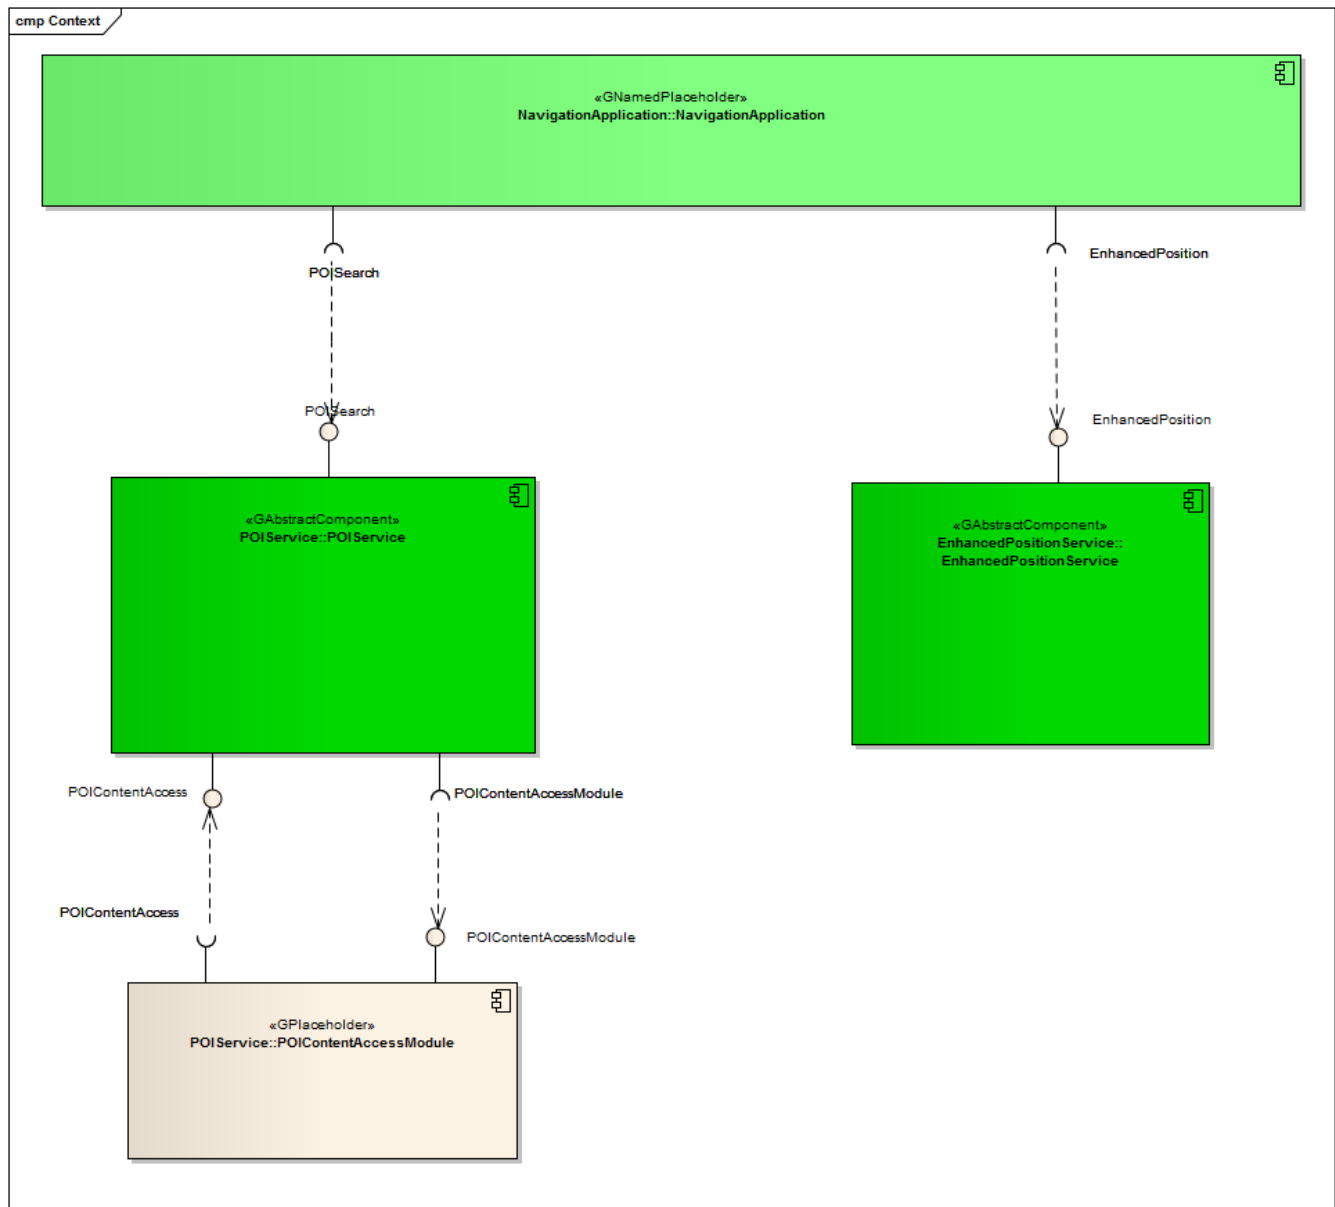 cmp Context
«GNamedPlaceholder»
NavigationApplication::NavigationApplication
POISearch
EnhancedPosition
POISearch
EnhancedPosition
«GAbstractComponent»
POIService::POIService
«GAbstractComponent»
EnhancedPositionService::
EnhancedPositionService
POIContentAccess
POIContentAccessModule
POIContentAccess
POIContentAccessModule
«GPlaceholder»
POIService::POIContentAccessModule